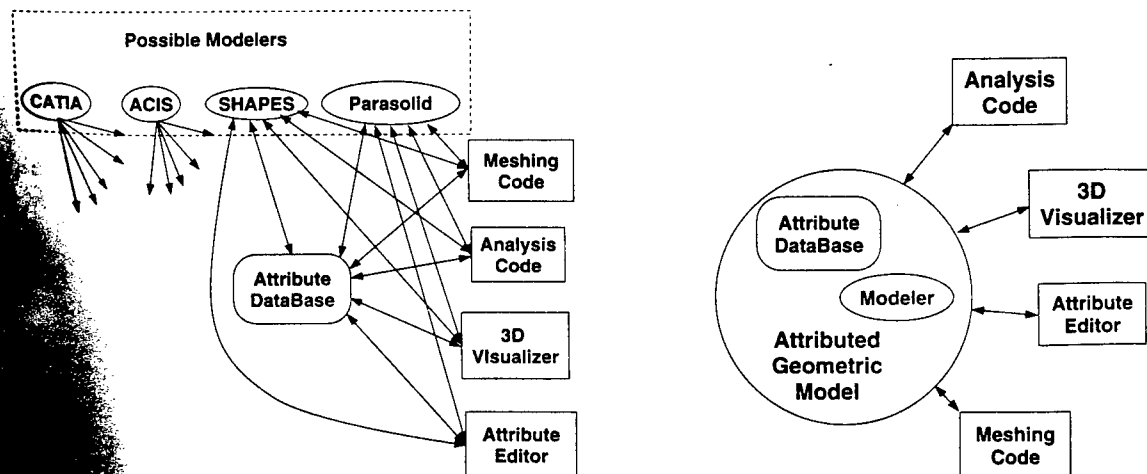 Possible Modelers
CATIA
ACIS
SHAPES
Parasolid
Meshing
Code
Analysis
Code
Attribute
DataBase
3D
VIsualizer
Attribute
Editor
Analysis
Code
3D
Visualizer
Attribute
DataBase
Modeler
Attribute
Editor
Attributed
Geometric
Model
Meshing
Code